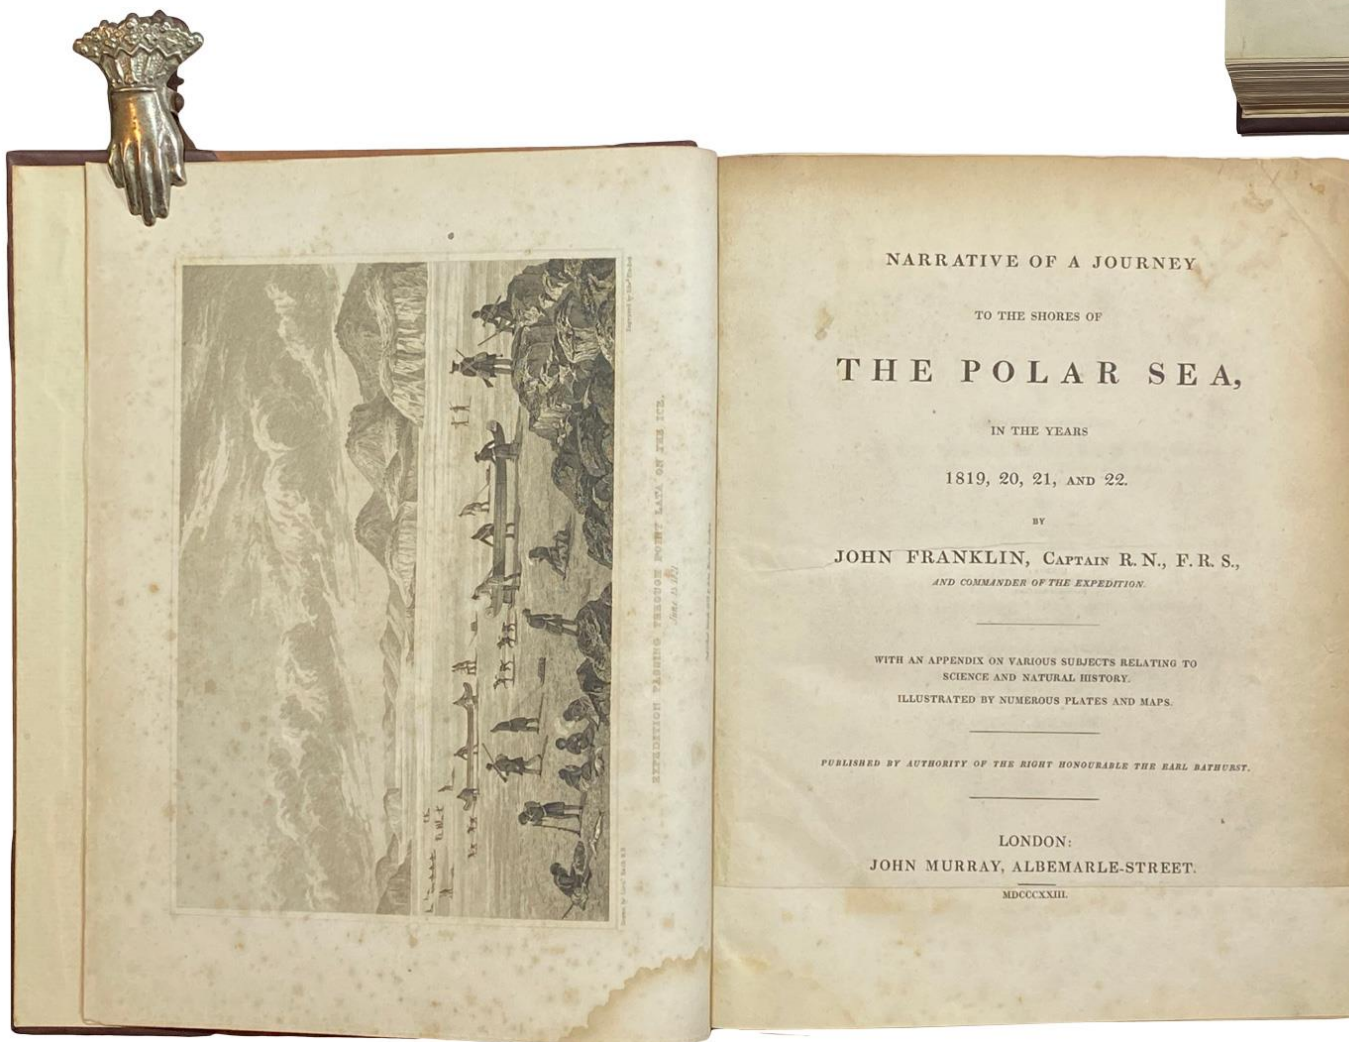 EXPEDITION PASSING THROUGH POINT LAKE ON THE ICE.
NARRATIVE OF A JOURNEY
TO THE SHORES OF
THE POLAR SEA,
IN THE YEARS
1819, 20, 21, AND 22.
BY
JOHN FRANKLIN, CAPTAIN R. N., F. R. S.,
AND COMMANDER OF THE EXPEDITION.
WITH AN APPENDIX ON VARIOUS SUBJECTS RELATING TO
SCIENCE AND NATURAL HISTORY.
ILLUSTRATED BY NUMEROUS PLATES AND MAPS.
PUBLISHED BY AUTHORITY OF THE RIGHT HONOURABLE THE EARL BATHURST.
LONDON:
JOHN MURRAY, ALBEMARLE-STREET.
MDCCCXXIII.